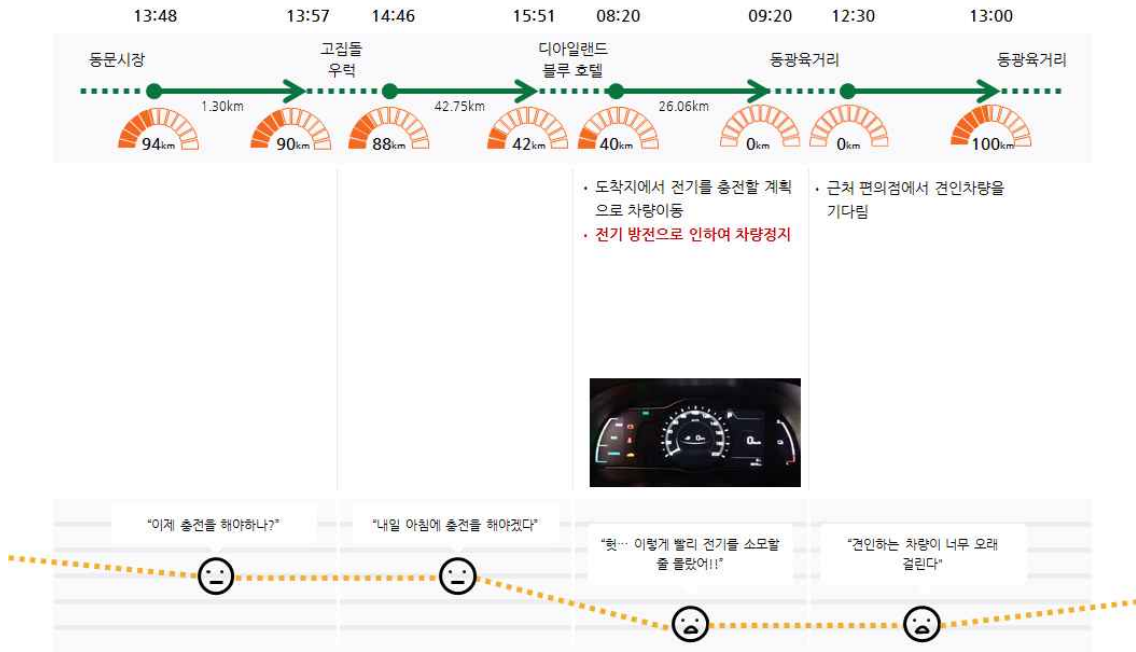 13:48
13:57
14:46
15:51
08:20
09:20
12:30
13:00
동문시장
고집돌
우럭
디아일랜드
블루 호텔
동광육거리
동광육거리
1.30km
42.75km
26.06km
94km
90km
88km
42km
40km
0km
0km
100km
· 도착지에서 전기를 충전할 계획
으로 차량이동
· 전기 방전으로 인하여 차량정지
· 근처 편의점에서 견인차량을
기다림
“이제 충전을 해야하나?”
“내일 아침에 충전을 해야겠다”
“헛… 이렇게 빨리 전기를 소모할
줄 몰랐어!!”
“견인하는 차량이 너무 오래
걸린다”